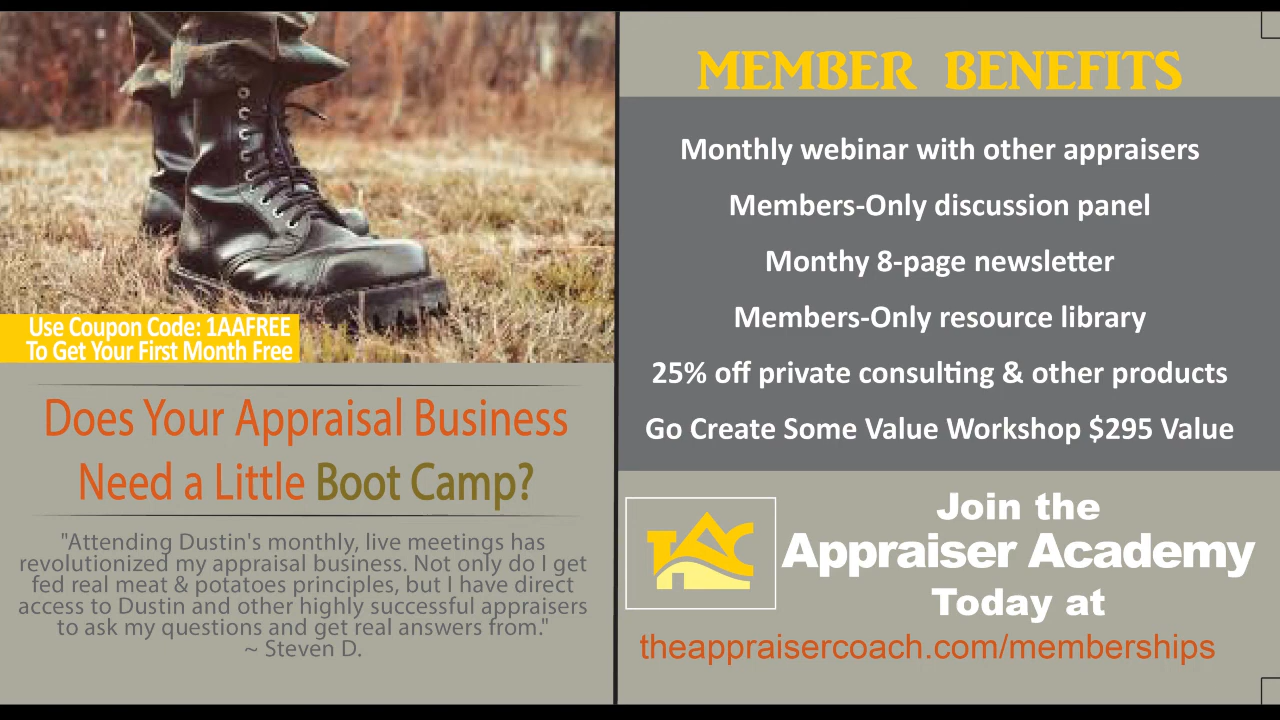 Use Coupon Code: 1AAFREE
To Get Your First Month Free
Does Your Appraisal Business
Need a Little Boot Camp?
"Attending Dustin's monthly, live meetings has
revolutionized my appraisal business. Not only do I get
fed real meat & potatoes principles, but I have direct
access to Dustin and other highly successful appraisers
to ask my questions and get real answers from."
~ Steven D.
MEMBER BENEFITS
Monthly webinar with other appraisers
Members-Only discussion panel
Monthy 8-page newsletter
Members-Only resource library
25% off private consulting & other products
Go Create Some Value Workshop $295 Value
TAC
Join the
Appraiser Academy
Today at
theappraisercoach.com/memberships